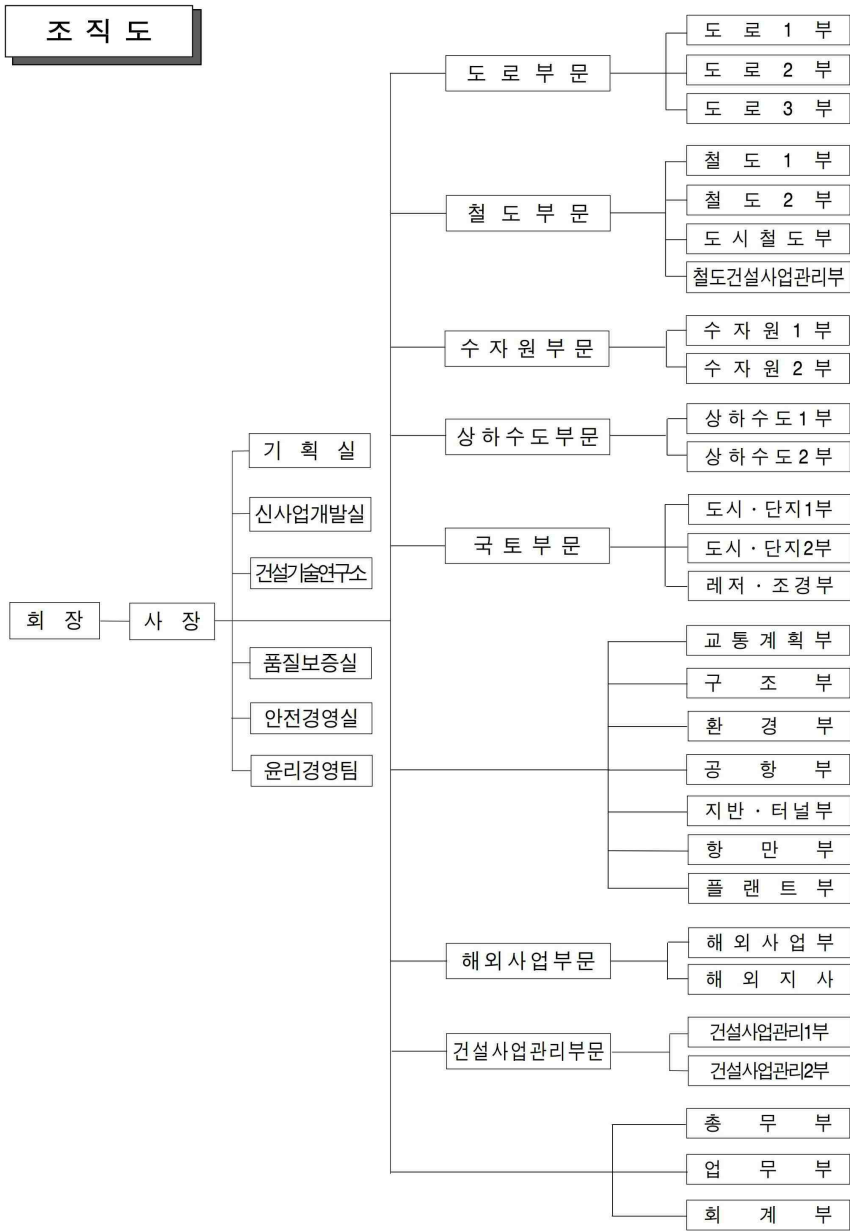 조 직 도
도 로 1 부
도 로 부 문
도 로 2 부
도 로 3 부
철 도 1 부
철 도 부 문
철 도 2 부
도 시 철 도 부
철도건설사업관리부
수 자 원 부 문
수 자 원 1 부
수 자 원 2 부
상 하 수 도 부 문
상 하 수 도 1 부
상 하 수 도 2 부
국 토 부 문
도시 · 단지1부
도시 · 단지2부
레저 · 조경부
회 장
사 장
기 획 실
신사업개발실
건설기술연구소
품질보증실
안전경영실
윤리경영팀
교 통 계 획 부
구 조 부
환 경 부
공 항 부
지 반 · 터 널 부
항 만 부
플 랜 트 부
해 외 사 업 부 문
해 외 사 업 부
해 외 지 사
건 설 사 업 관 리 부 문
건설사업관리1부
건설사업관리2부
총 무 부
업 무 부
회 계 부